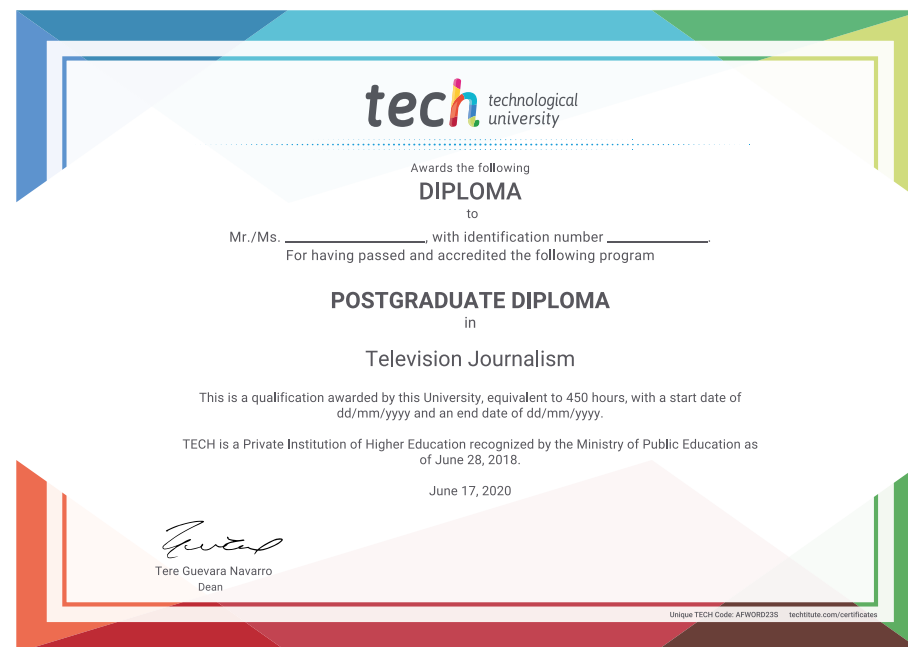 tech technological
university
Awards the following
DIPLOMA
to
Mr./Ms. ____________________, with identification number __________________.
For having passed and accredited the following program
POSTGRADUATE DIPLOMA
in
Television Journalism
This is a qualification awarded by this University, equivalent to 450 hours, with a start date of
dd/mm/yyyy and an end date of dd/mm/yyyy.
TECH is a Private Institution of Higher Education recognized by the Ministry of Public Education as
of June 28, 2018.
June 17, 2020
Tere Guevara Navarro
Dean
Unique TECH Code: AFWORD23S techtitute.com/certificates